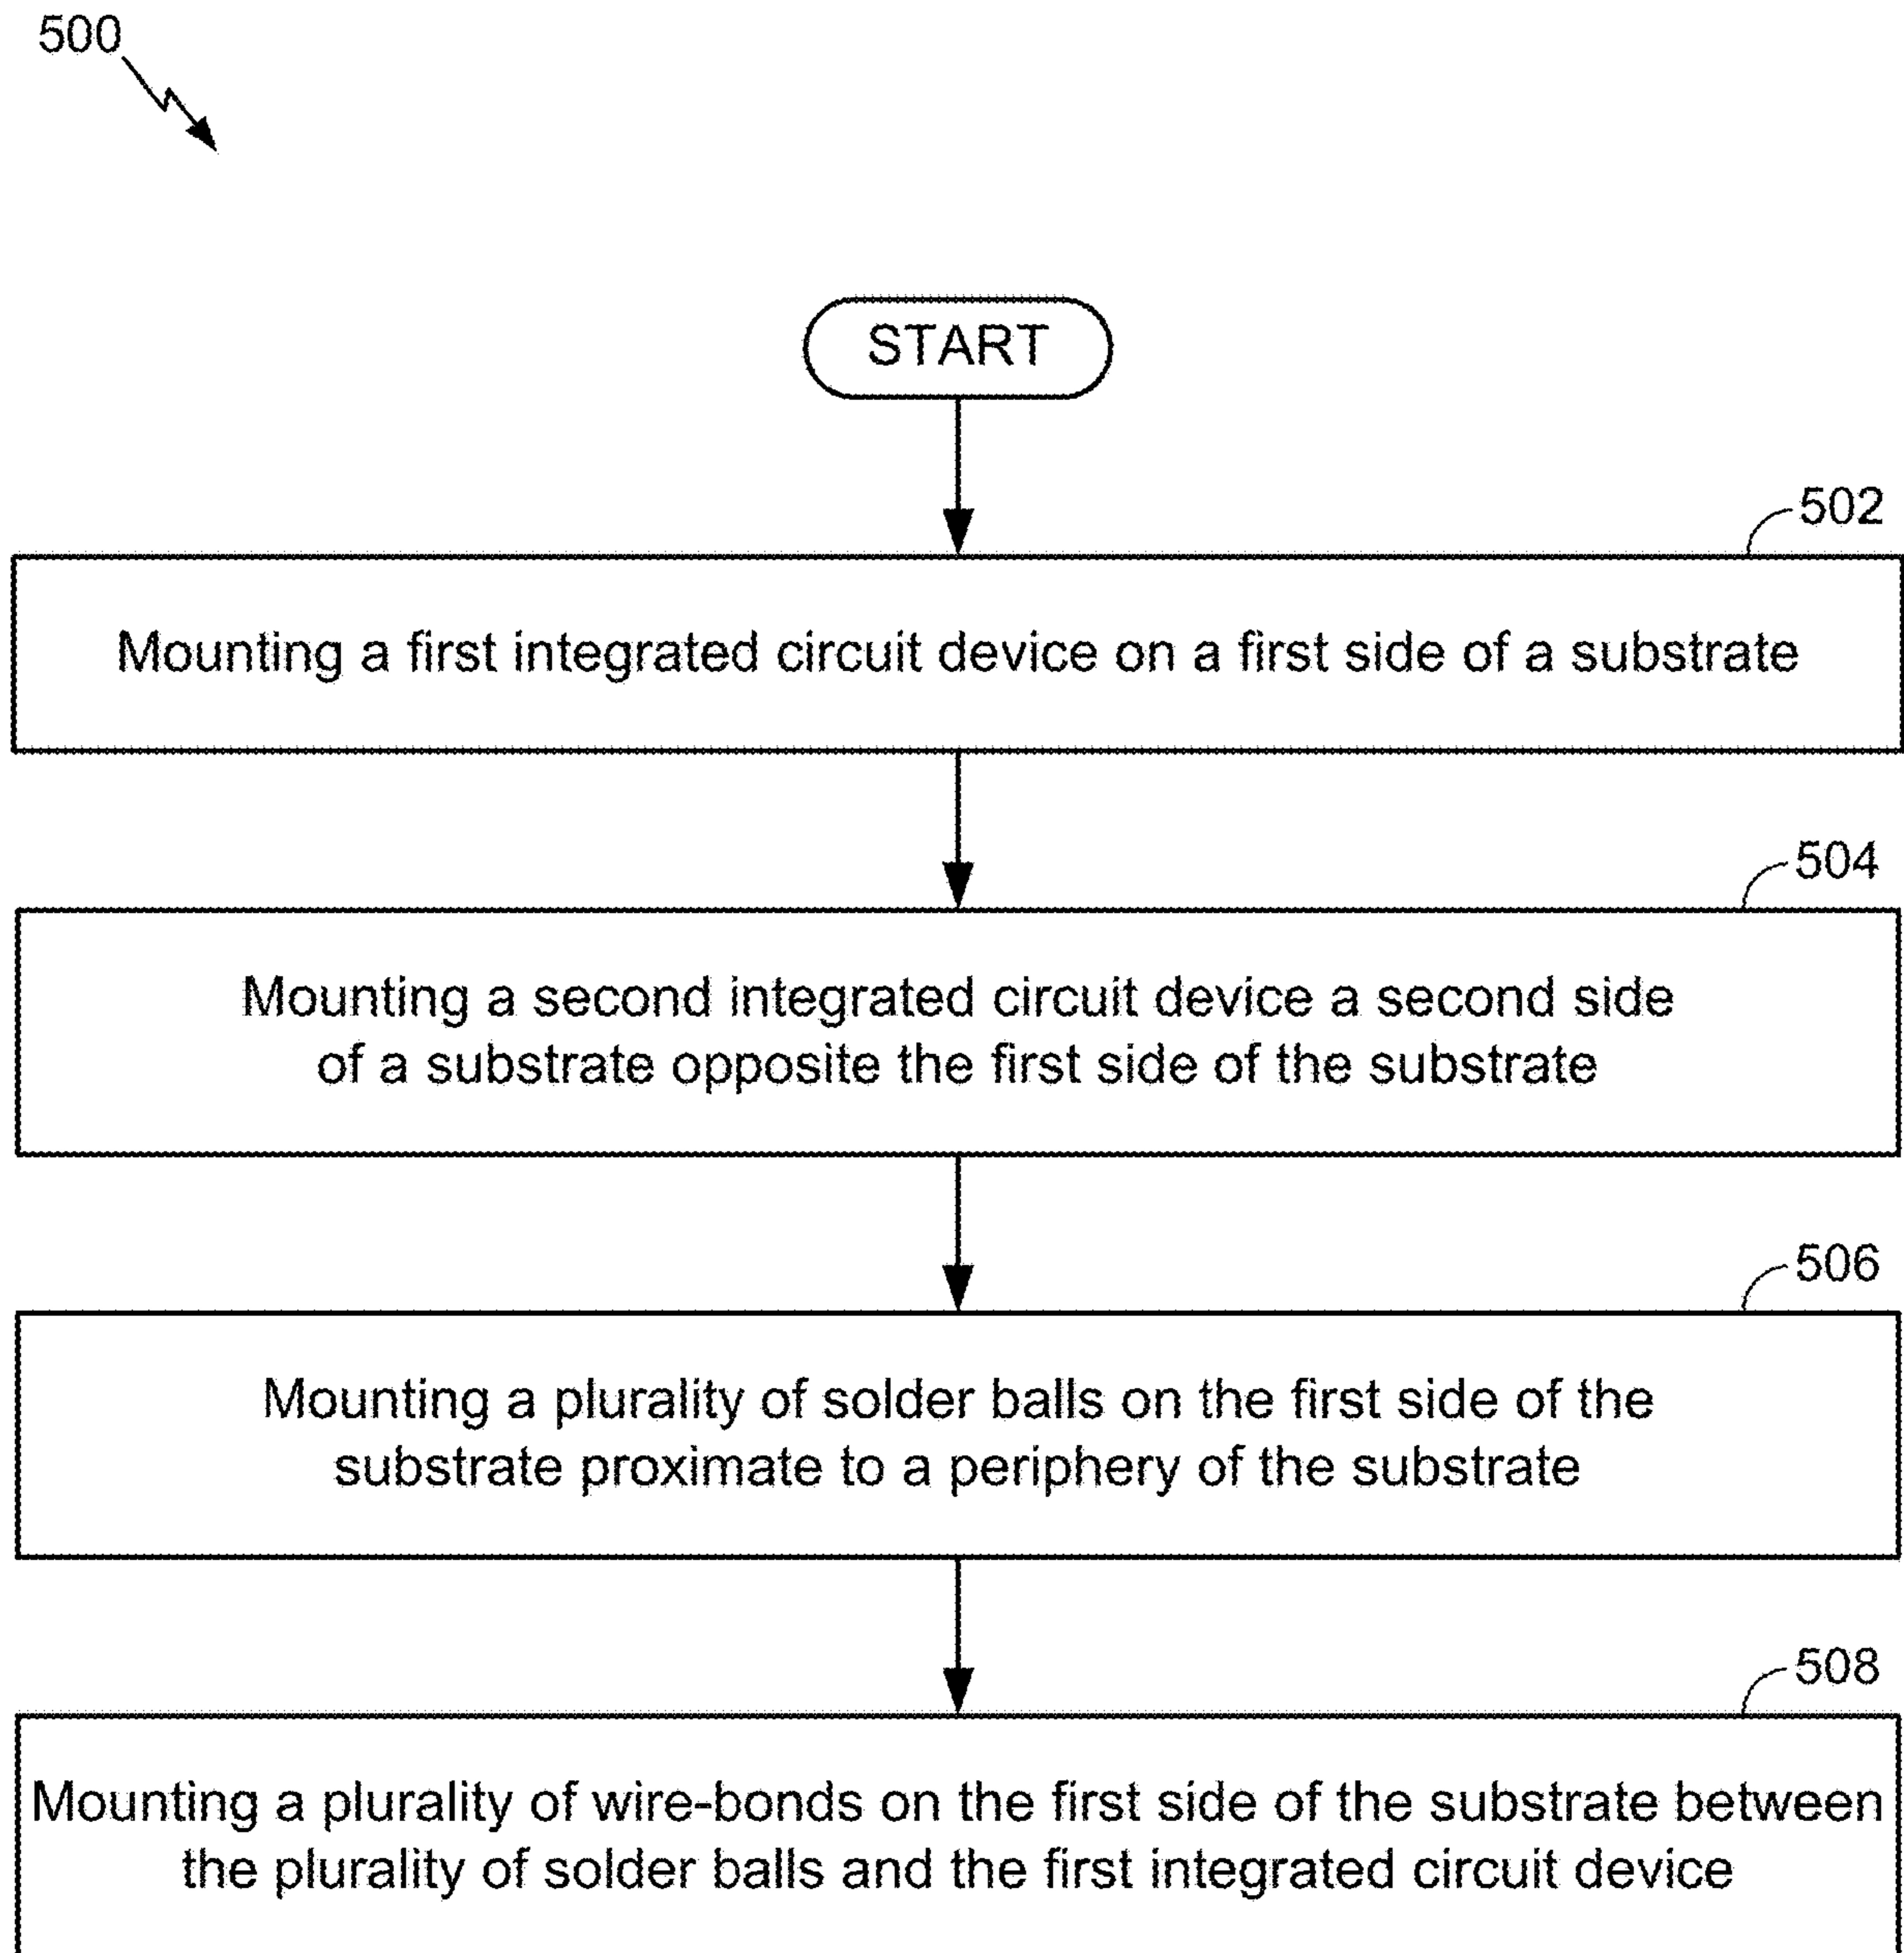 500
START
502
Mounting a first integrated circuit device on a first side of a substrate
504
Mounting a second integrated circuit device a second side
of a substrate opposite the first side of the substrate
506
Mounting a plurality of solder balls on the first side of the
substrate proximate to a periphery of the substrate
508
Mounting a plurality of wire-bonds on the first side of the substrate between
the plurality of solder balls and the first integrated circuit device